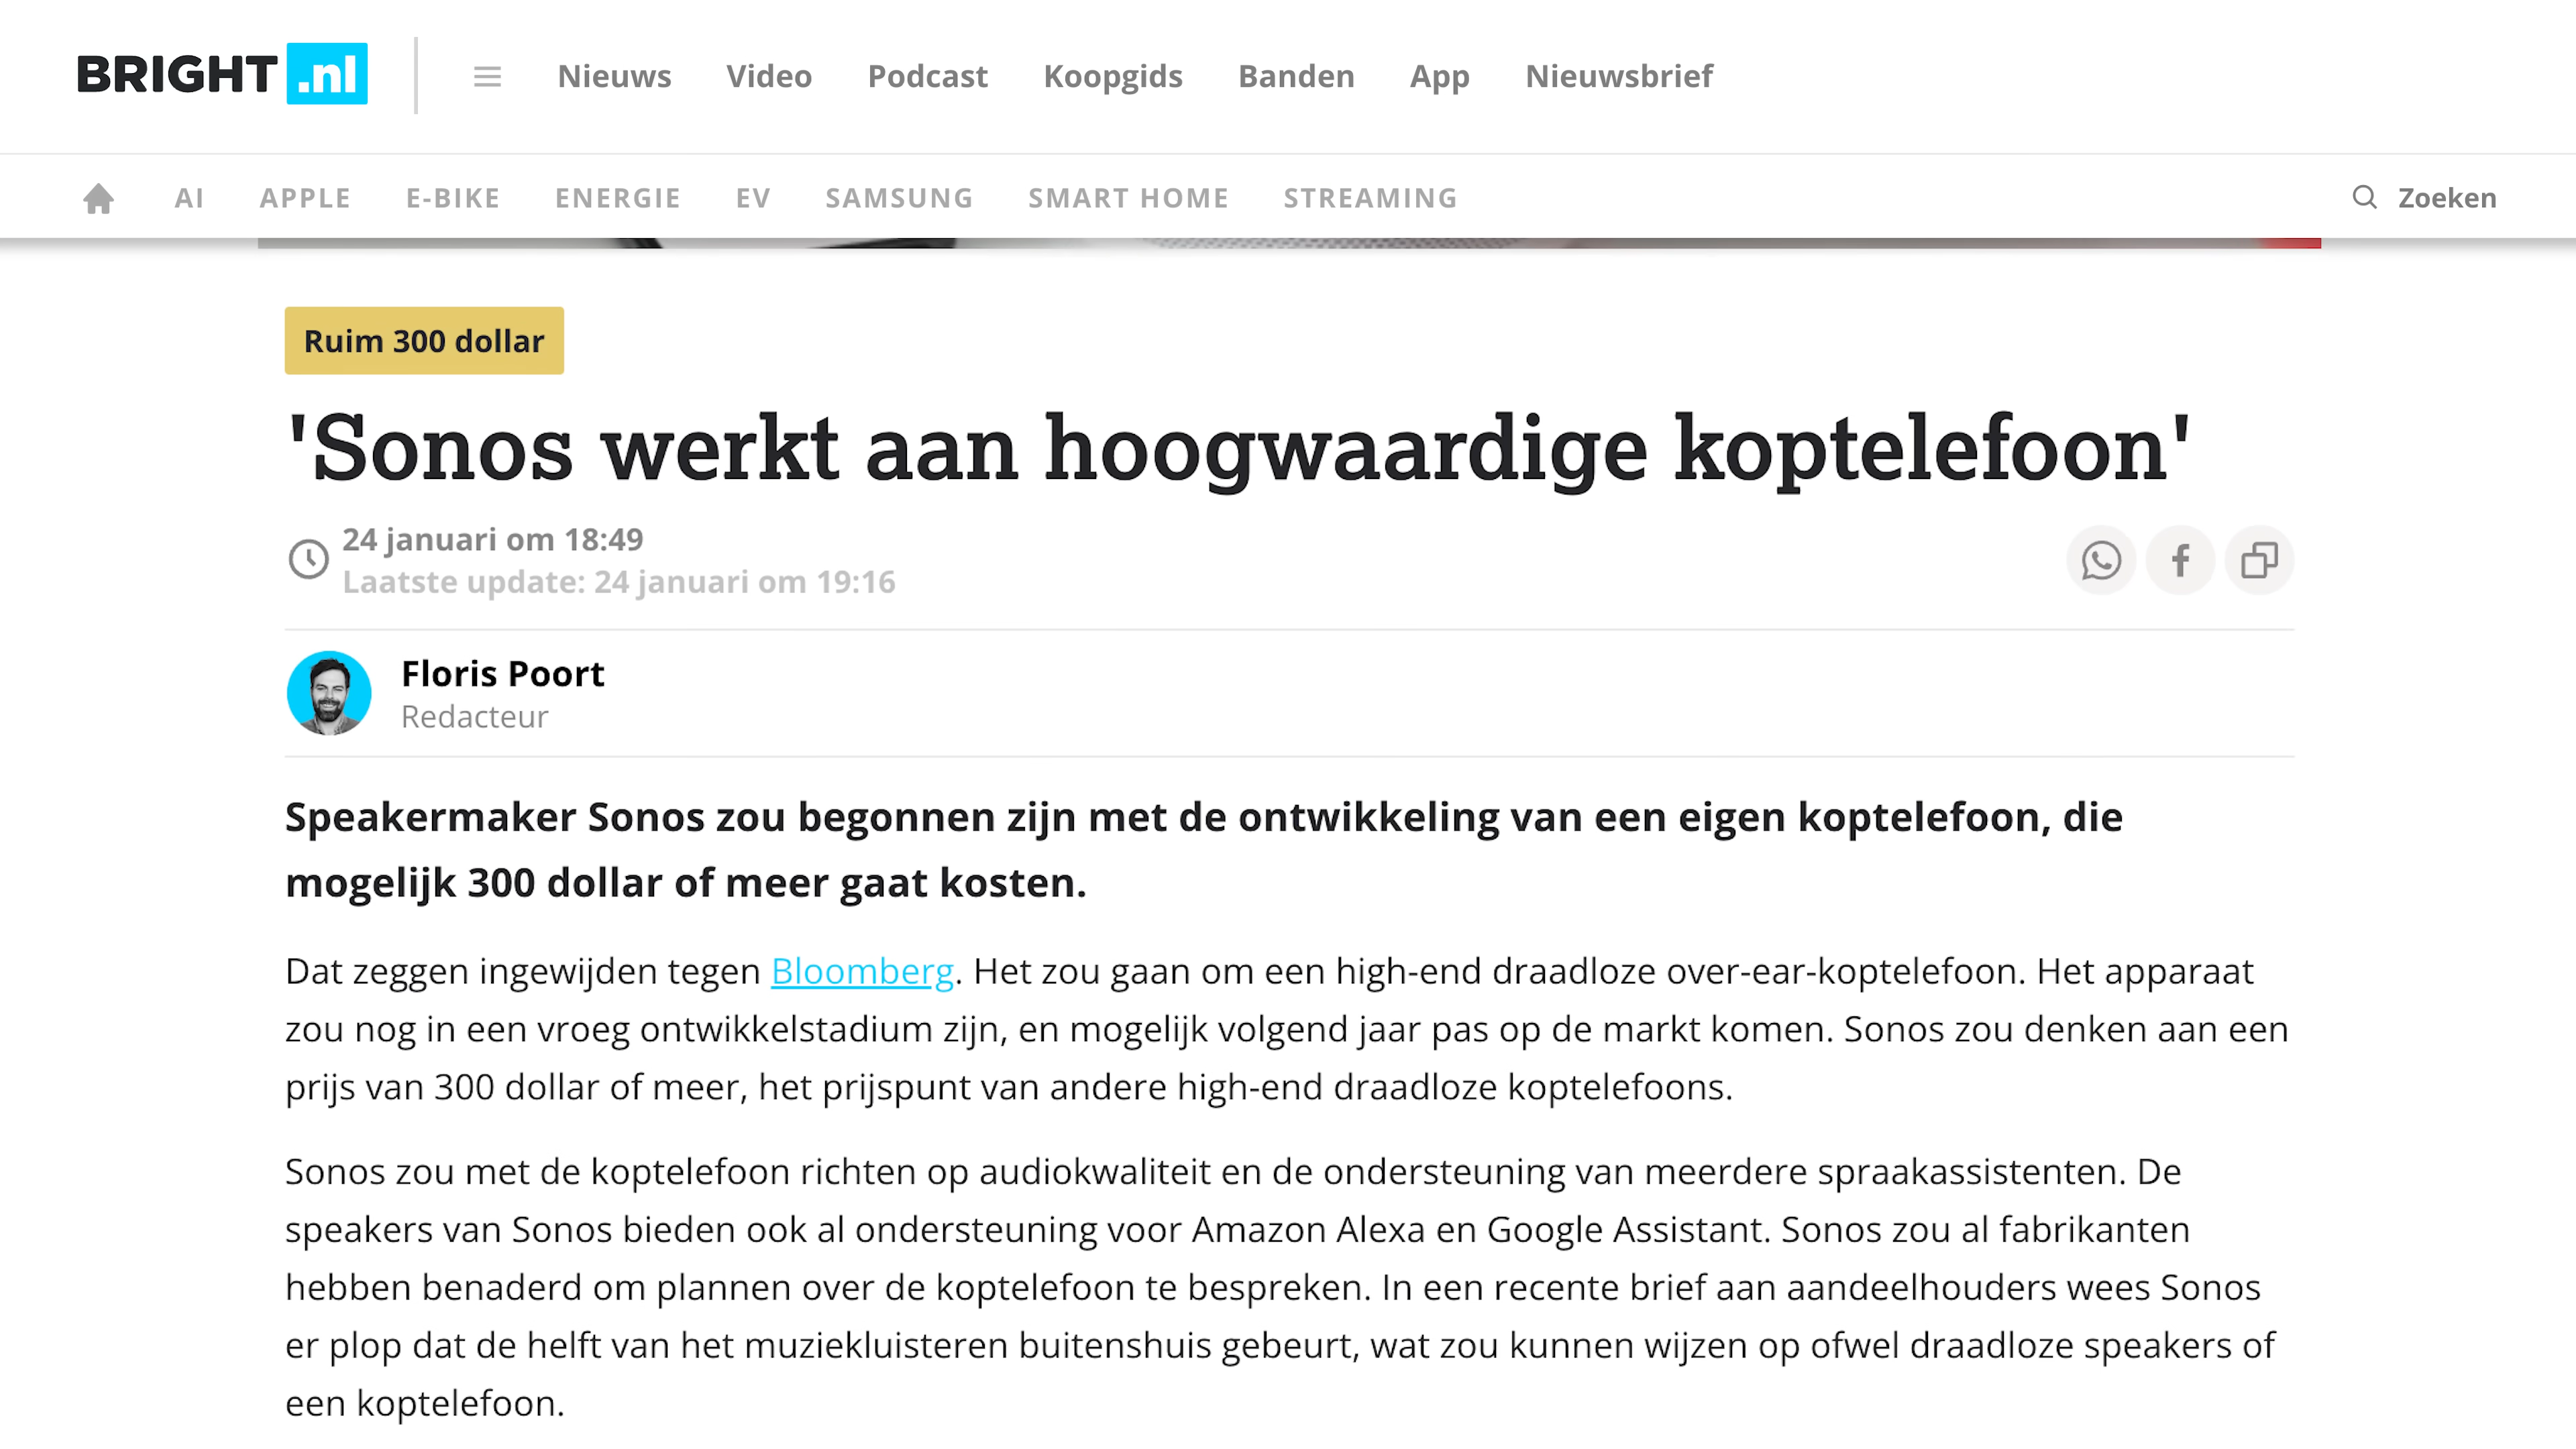 BRIGHT .nl
Nieuws Video Podcast Koopgids Banden App Nieuwsbrief
AI APPLE E-BIKE ENERGIE EV SAMSUNG SMART HOME STREAMING Zoeken
Ruim 300 dollar
'Sonos werkt aan hoogwaardige koptelefoon'
24 januari om 18:49
Laatste update: 24 januari om 19:16
Floris Poort
Redacteur
Speakermaker Sonos zou begonnen zijn met de ontwikkeling van een eigen koptelefoon, die
mogelijk 300 dollar of meer gaat kosten.
Dat zeggen ingewijden tegen Bloomberg. Het zou gaan om een high-end draadloze over-ear-koptelefoon. Het apparaat
zou nog in een vroeg ontwikkelstadium zijn, en mogelijk volgend jaar pas op de markt komen. Sonos zou denken aan een
prijs van 300 dollar of meer, het prijspunt van andere high-end draadloze koptelefoons.
Sonos zou met de koptelefoon richten op audiokwaliteit en de ondersteuning van meerdere spraakassistenten. De
speakers van Sonos bieden ook al ondersteuning voor Amazon Alexa en Google Assistant. Sonos zou al fabrikanten
hebben benaderd om plannen over de koptelefoon te bespreken. In een recente brief aan aandeelhouders wees Sonos
er plop dat de helft van het muziekluisteren buitenshuis gebeurt, wat zou kunnen wijzen op ofwel draadloze speakers of
een koptelefoon.